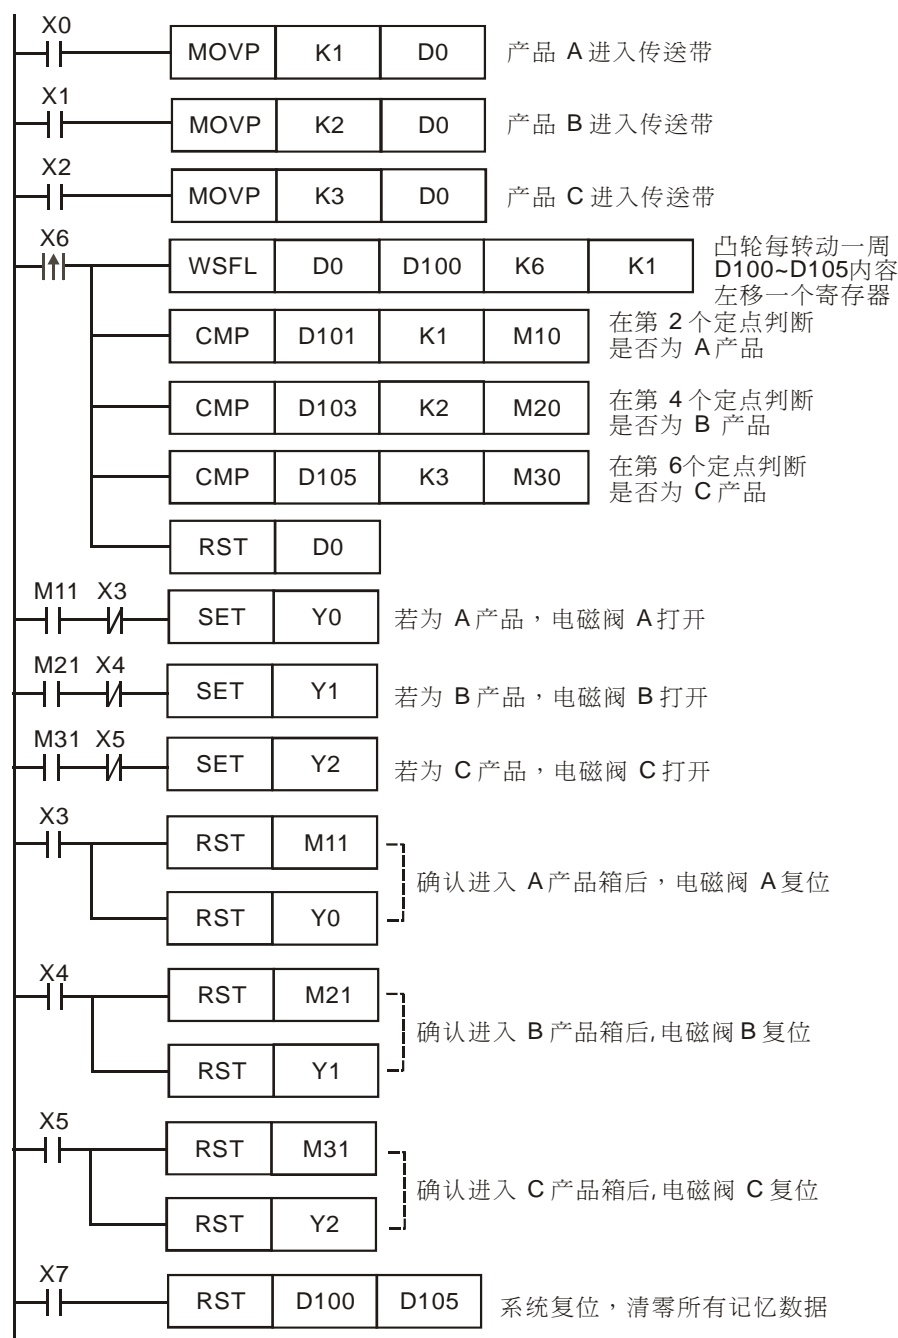 X0
MOVP K1 D0 产品 A 进入传送带
X1
MOVP K2 D0 产品 B 进入传送带
X2
MOVP K3 D0 产品 C 进入传送带
X6
WSFL D0 D100 K6 K1
凸轮每转动一周
D100~D105内容
左移一个寄存器
CMP D101 K1 M10
在第 2 个定点判断
是否为 A 产品
CMP D103 K2 M20
在第 4 个定点判断
是否为 B 产品
CMP D105 K3 M30
在第 6个定点判断
是否为 C 产品
RST D0
M11 X3
SET Y0 若为 A 产品，电磁阀 A 打开
M21 X4
SET Y1 若为 B 产品，电磁阀 B 打开
M31 X5
SET Y2 若为 C 产品，电磁阀 C 打开
X3
RST M11
确认进入 A 产品箱后，电磁阀 A 复位
RST Y0
X4
RST M21
确认进入 B 产品箱后,电磁阀 B 复位
RST Y1
X5
RST M31
确认进入 C 产品箱后,电磁阀 C 复位
RST Y2
X7
RST D100 D105 系统复位，清零所有记忆数据